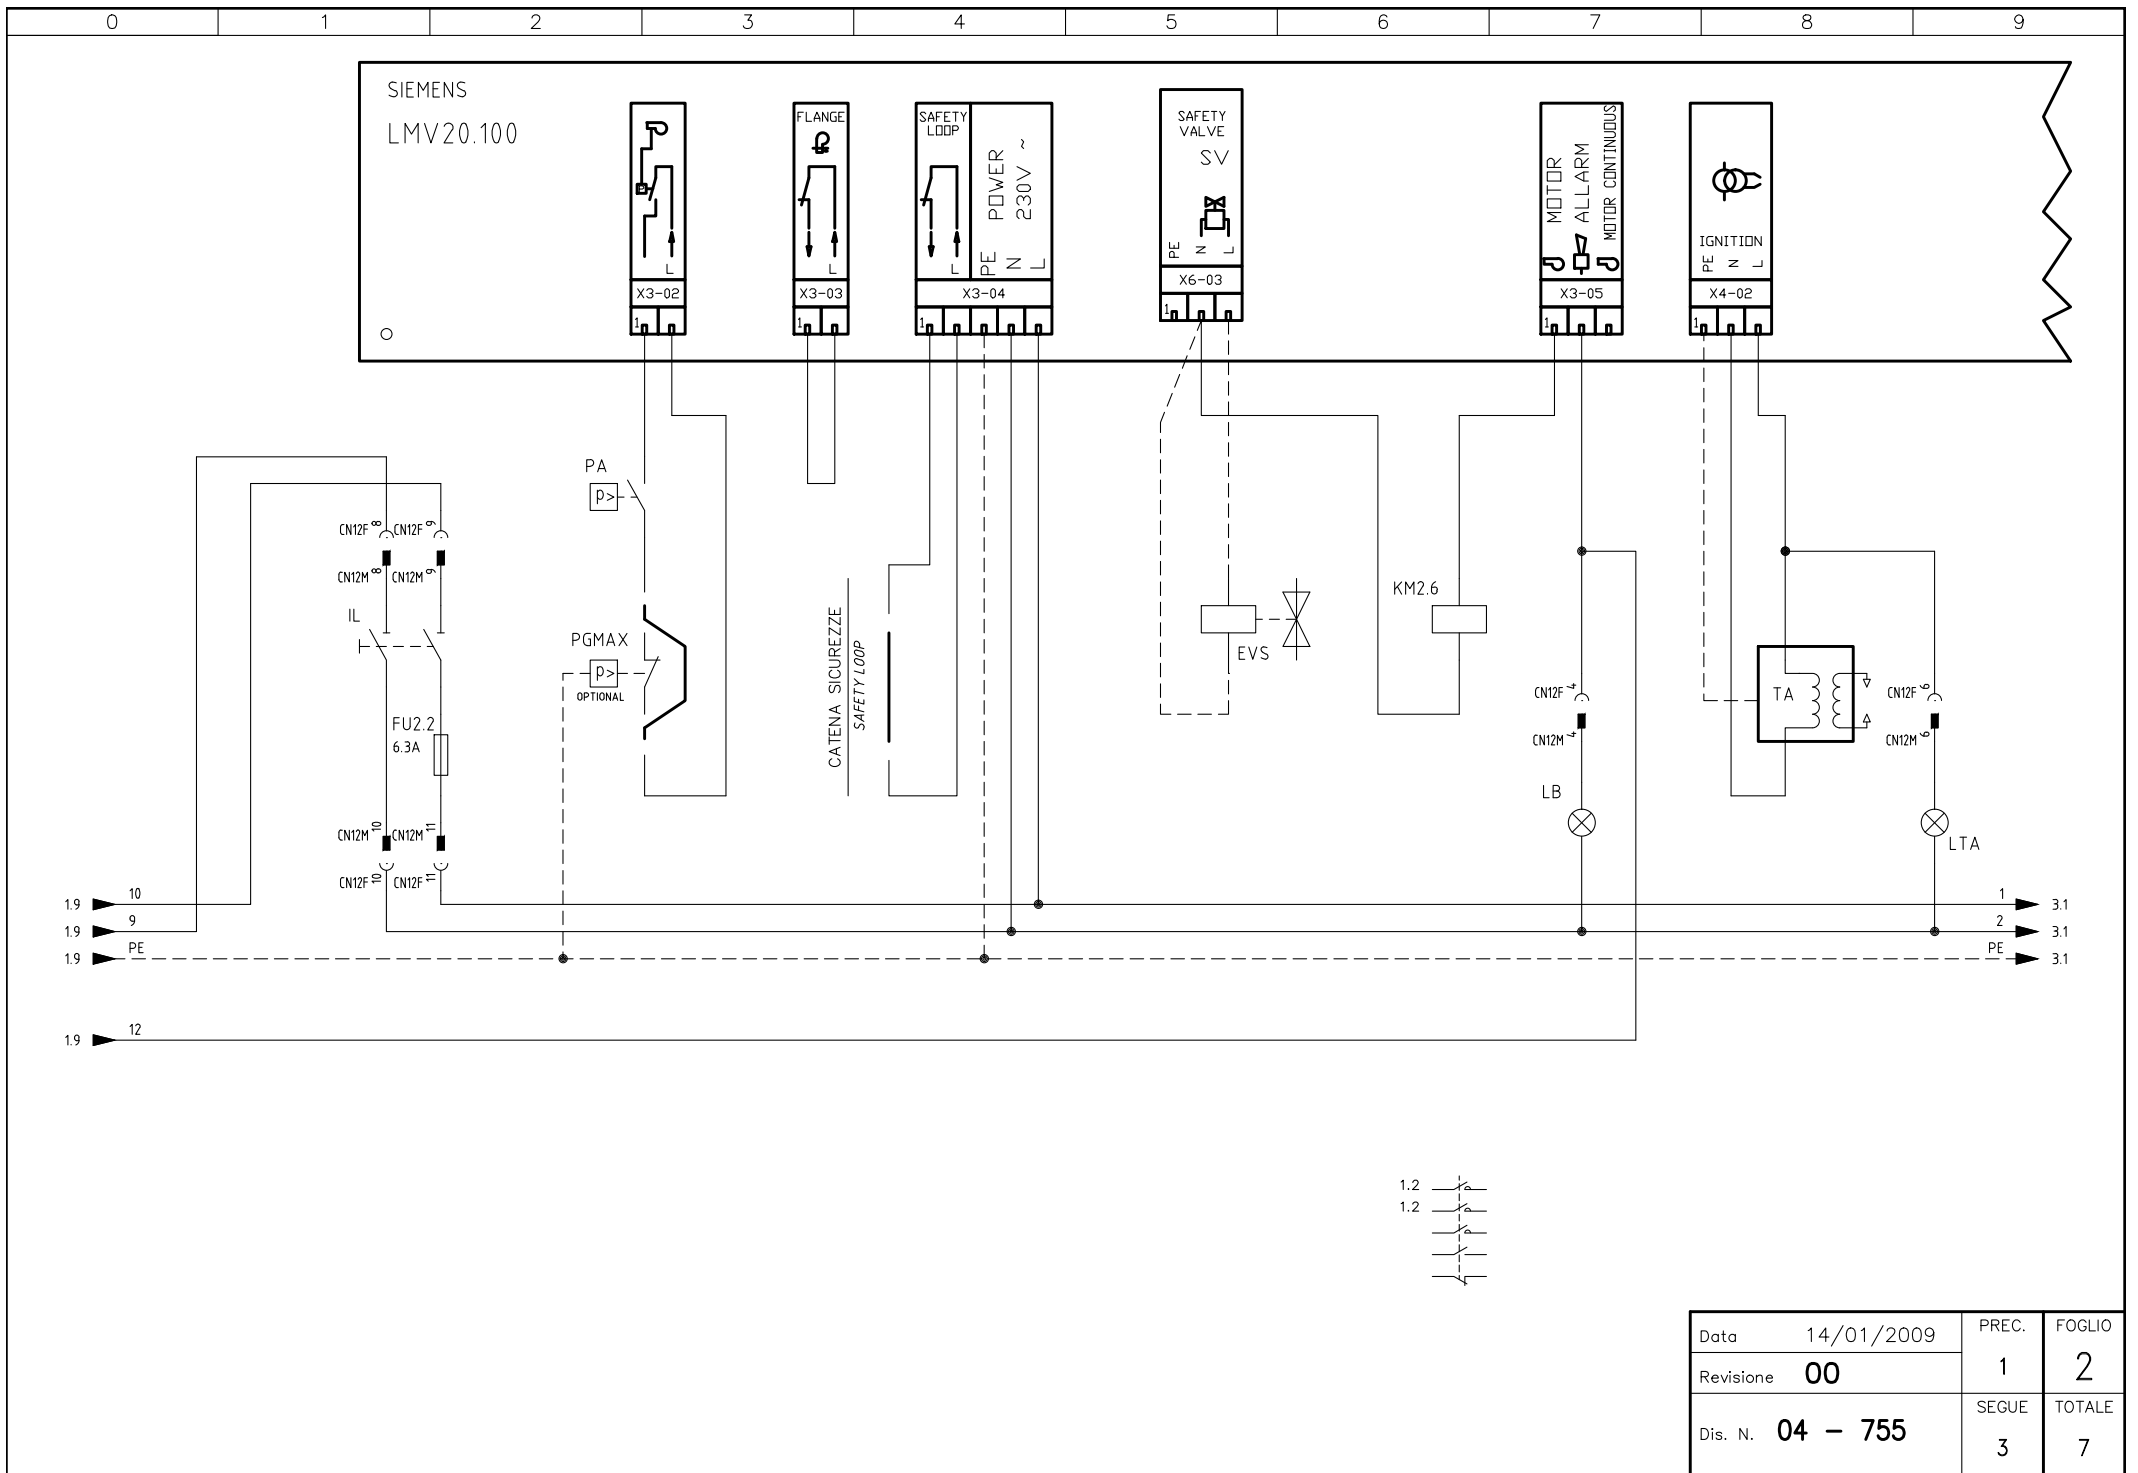 0 1 2 3 4 5 6 7 8 9
SIEMENS
LMV20.100
L
X3-02
1
FLANGE
L
X3-03
1
SAFETY
LOOP
L
POWER
230V ~
PE N L
X3-04
1
SAFETY
VALVE
SV
PE N L
X6-03
1
MOTOR
ALLARM
MOTOR CONTINUOUS
X3-05
1
IGNITION
PE N L
X4-02
1
PA
p>
CN12F 8 CN12F 9
CN12M 8 CN12M 9
IL
PGMAX
p>
OPTIONAL
FU2.2
6.3A
CN12M 10 CN12M 11
CN12F 10 CN12F 11
CATENA SICUREZZE
SAFETY LOOP
EVS
KM2.6
CN12F 4
CN12M 4
LB
TA
CN12F 6
CN12M 6
LTA
1.9 10 1 3.1
1.9 9 2 3.1
1.9 PE PE 3.1
1.9 12
1.2
1.2
Data 14/01/2009
Revisione 00
Dis. N. 04 - 755
PREC.
1
SEGUE
3
FOGLIO
2
TOTALE
7